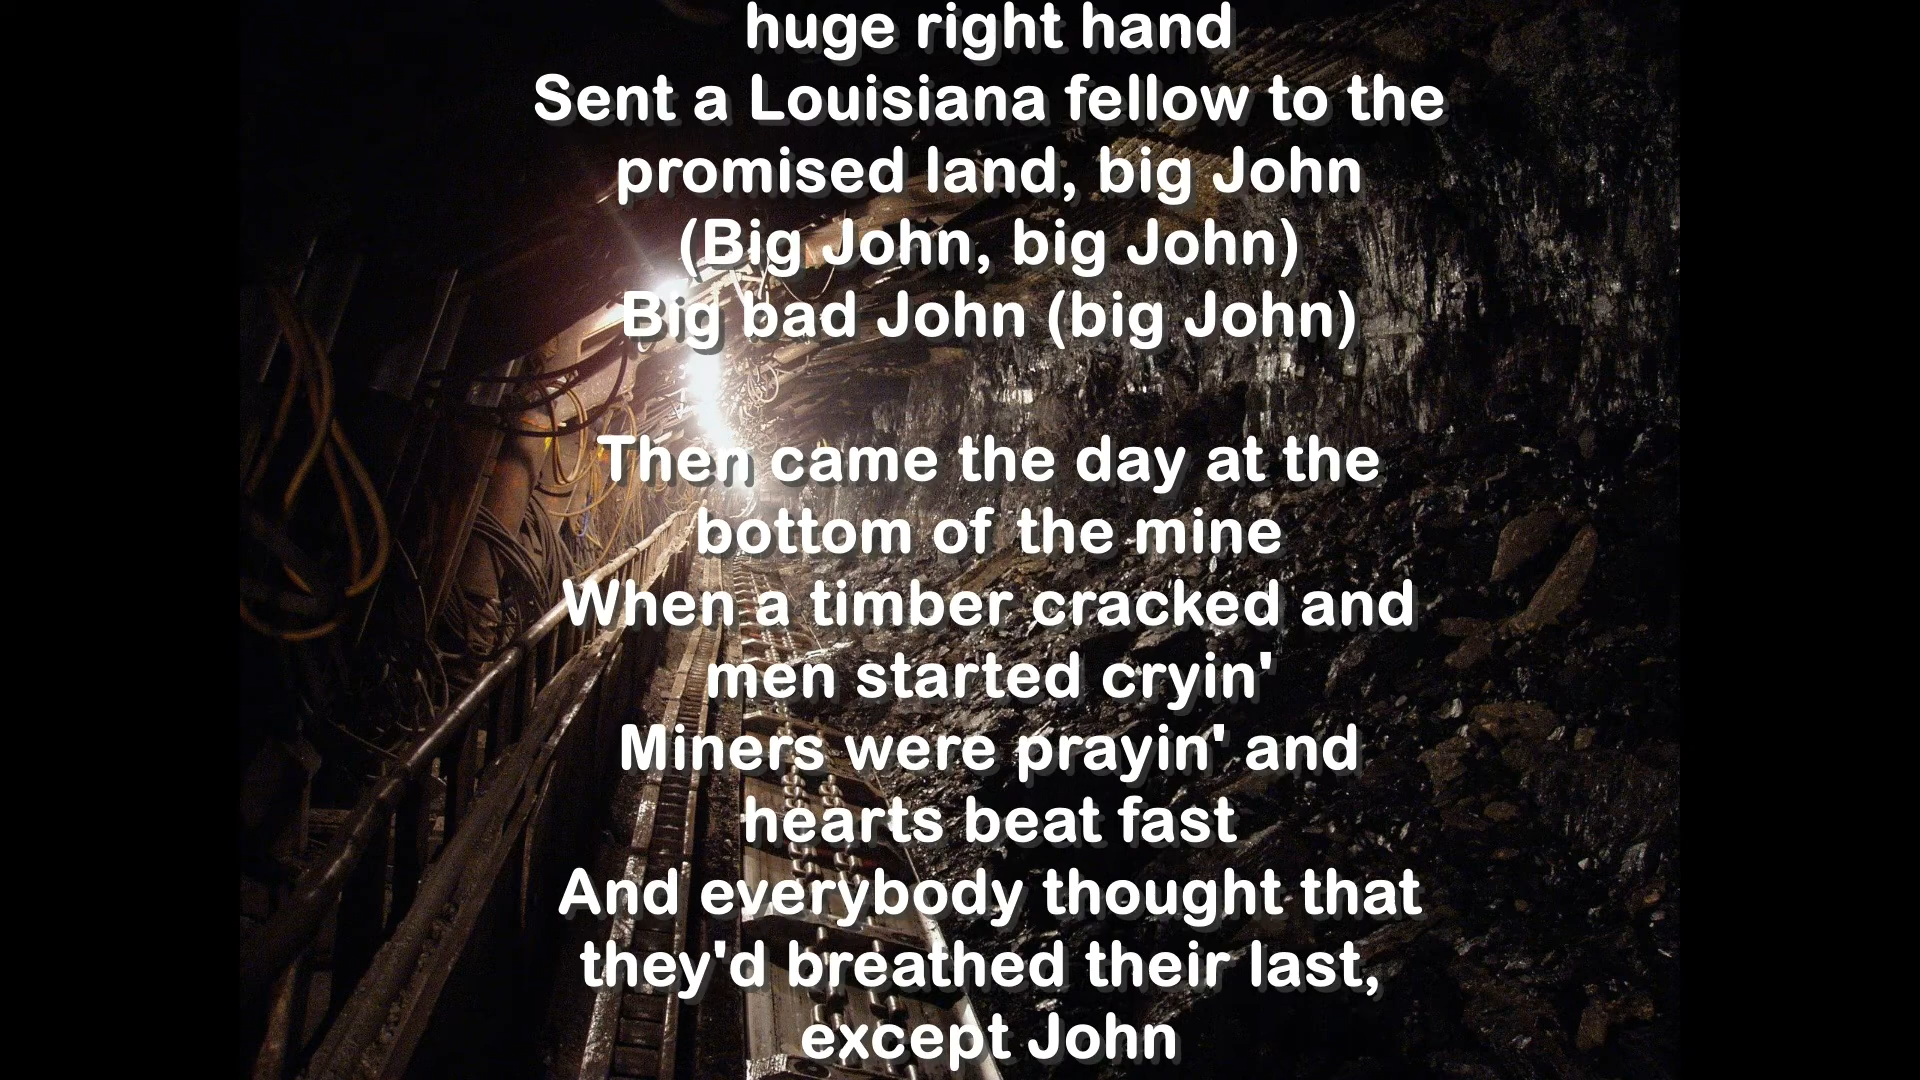 huge right hand
Sent a Louisiana fellow to the
promised land, big John
(Big John, big John)
Big bad John (big John)
Then came the day at the
bottom of the mine
When a timber cracked and
men started cryin'
Miners were prayin' and
hearts beat fast
And everybody thought that
they'd breathed their last,
except John